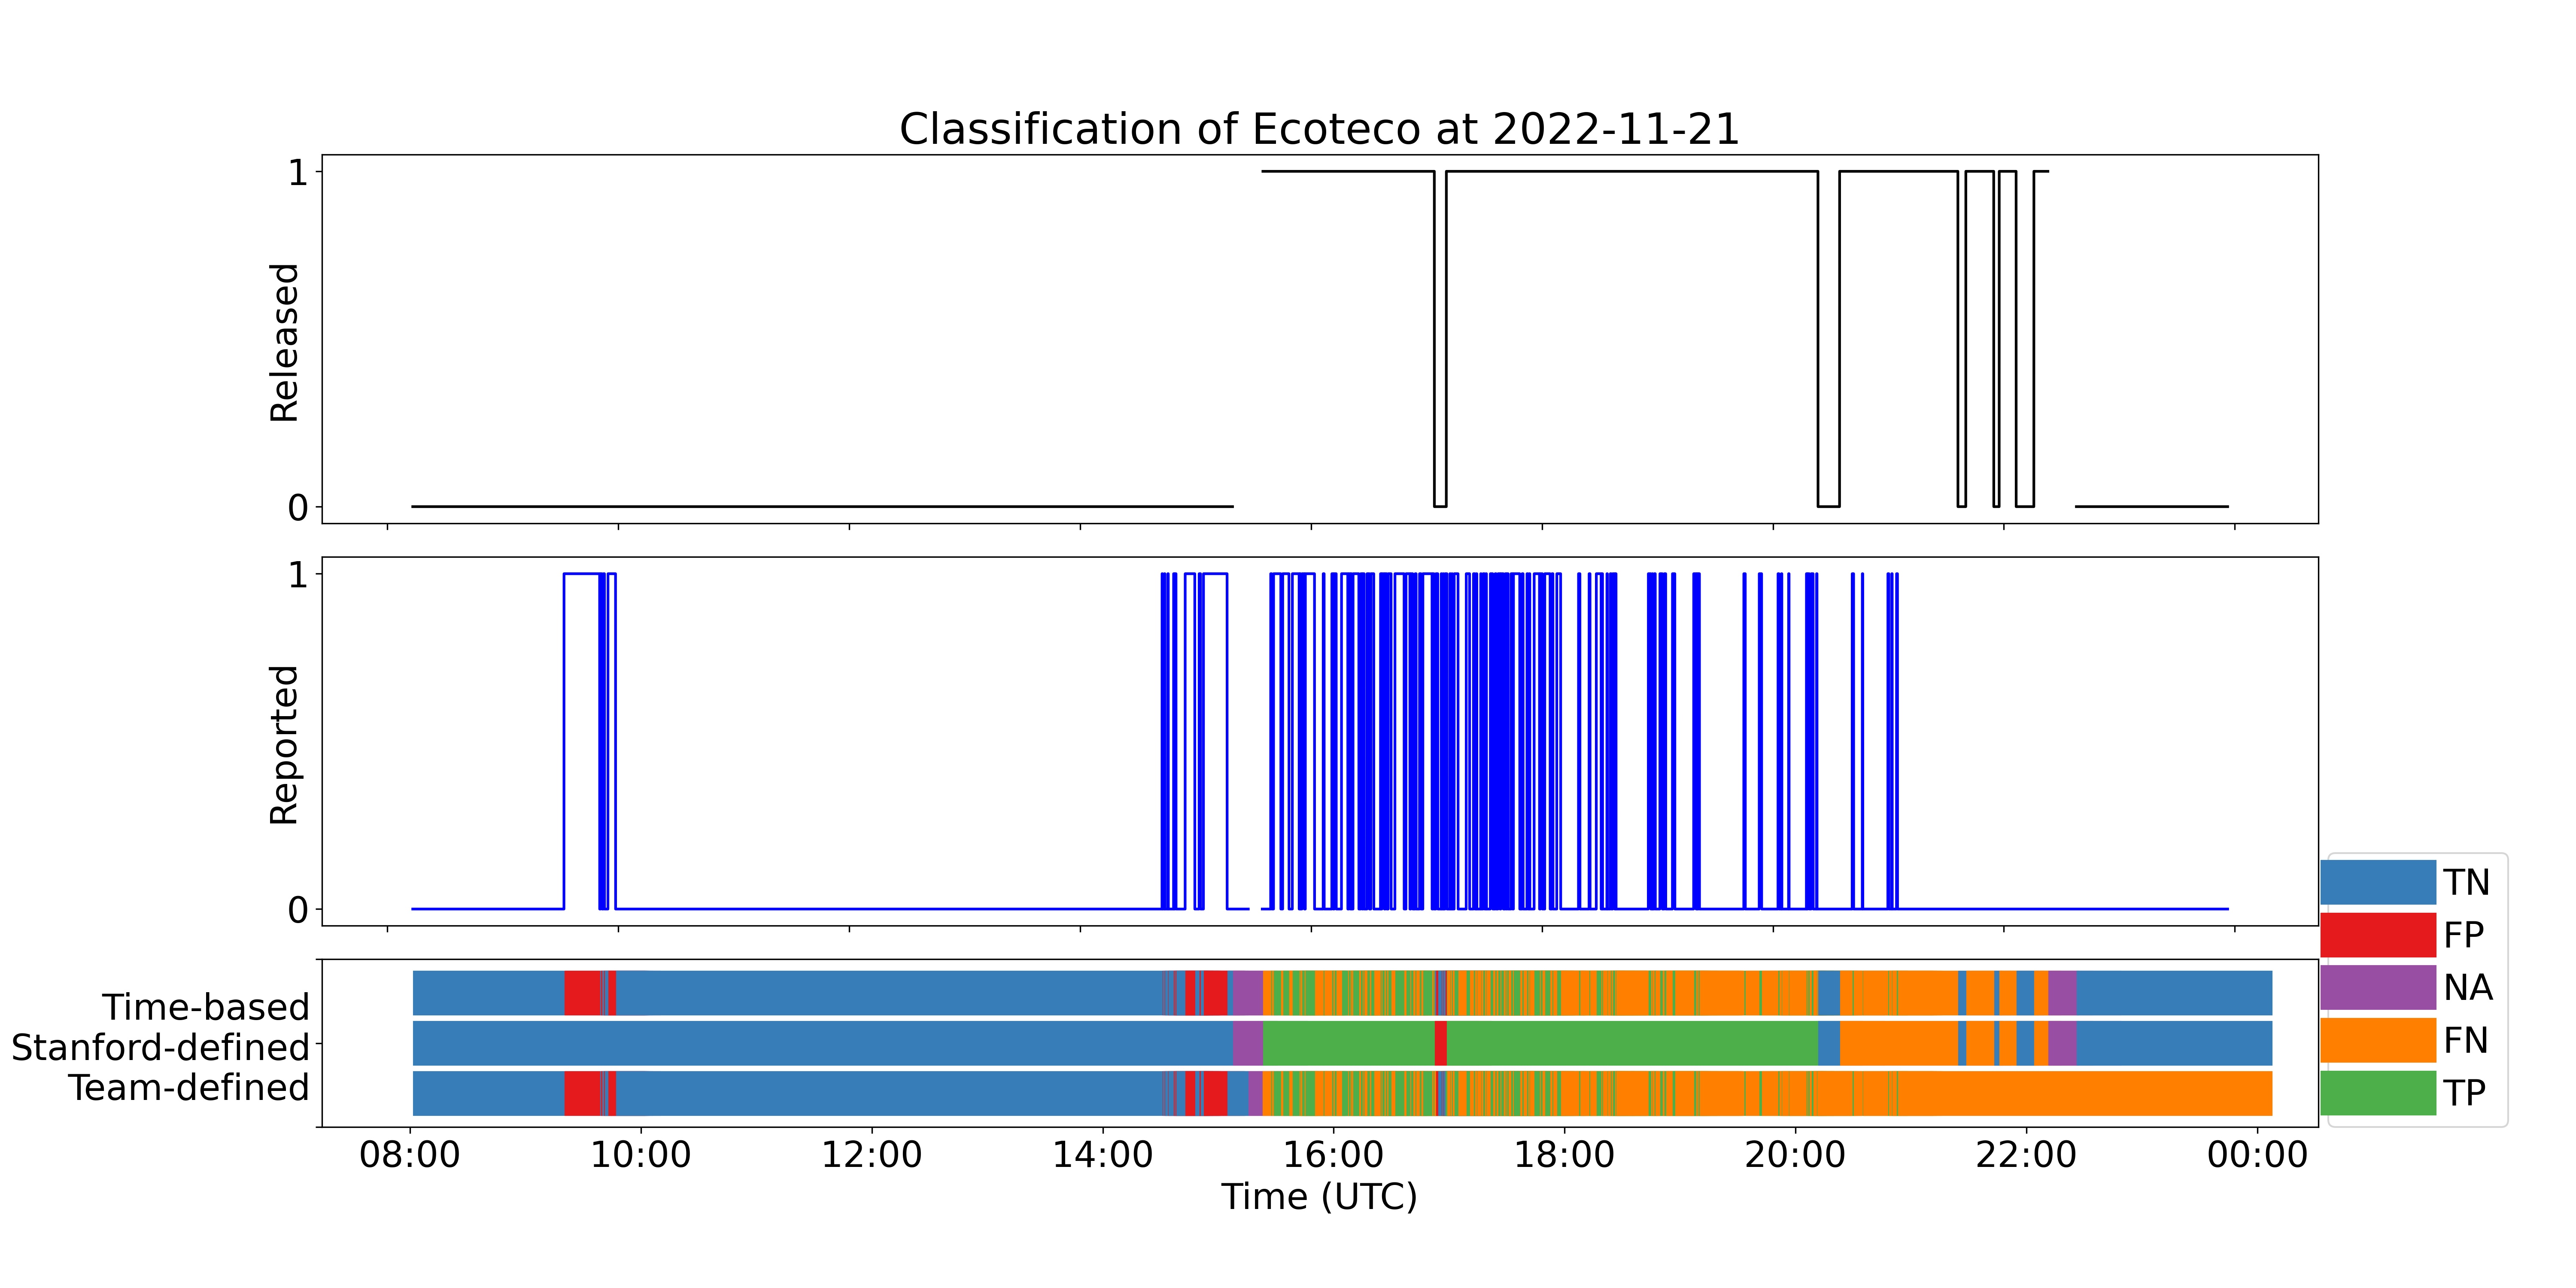 Classification of Ecoteco at 2022-11-21
1
Released
0
1
Reported
0
TN
FP
NA
FN
TP
Time-based
Stanford-defined
Team-defined
08:00 10:00 12:00 14:00 16:00 18:00 20:00 22:00 00:00
Time (UTC)